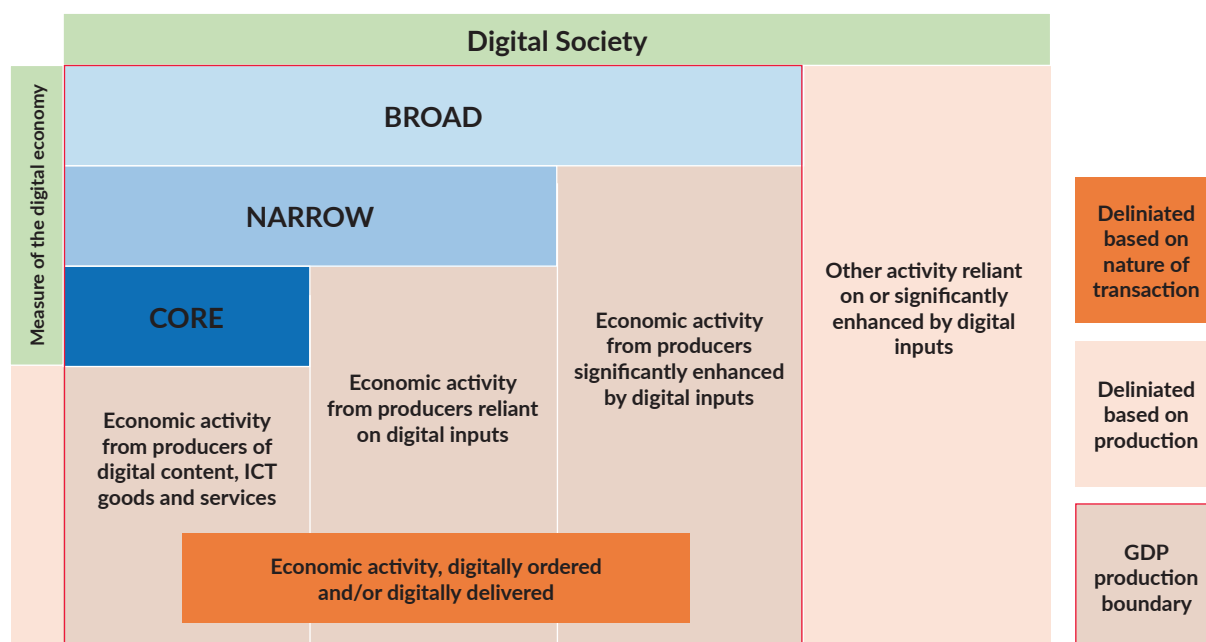 Digital Society
Measure of the digital economy
BROAD
NARROW
CORE
Economic activity
from producers of
digital content, ICT
goods and services
Economic activity
from producers reliant
on digital inputs
Economic activity
from producers
significantly enhanced
by digital inputs
Other activity reliant
on or significantly
enhanced by digital
inputs
Economic activity, digitally ordered
and/or digitally delivered
Deliniated
based on
nature of
transaction
Deliniated
based on
production
GDP
production
boundary